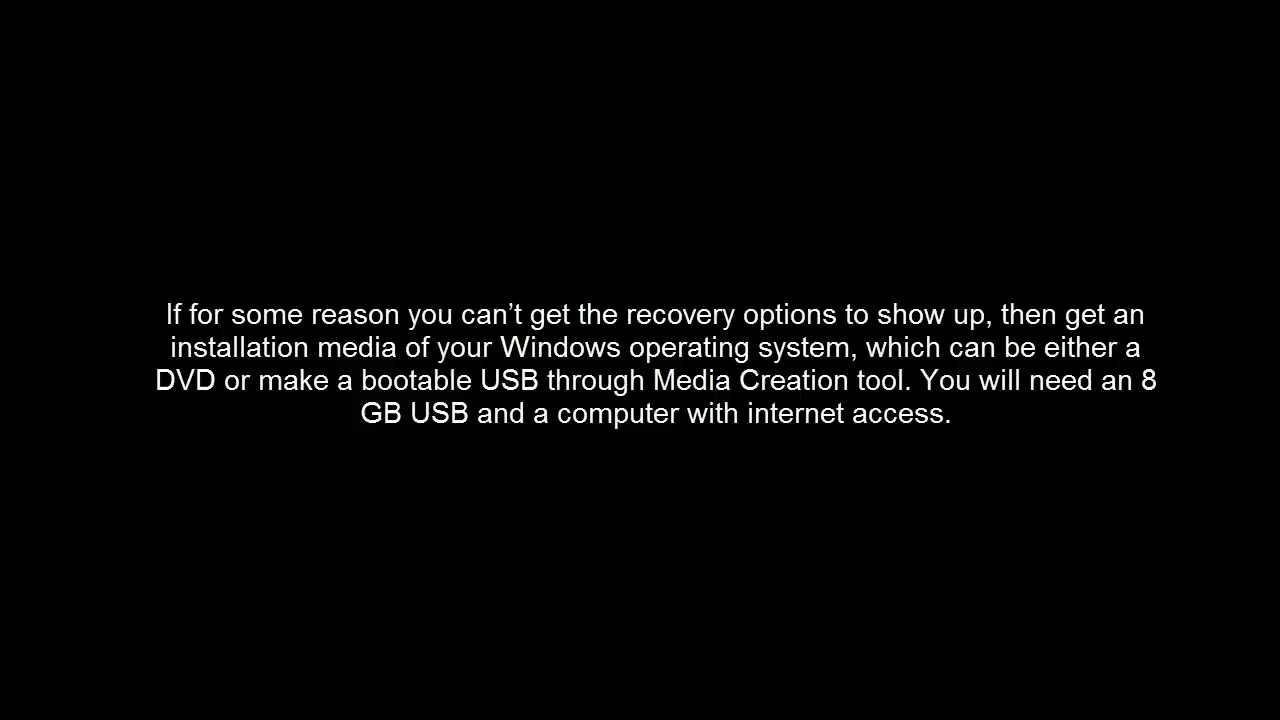 If for some reason you can’t get the recovery options to show up, then get an
installation media of your Windows operating system, which can be either a
DVD or make a bootable USB through Media Creation tool. You will need an 8
GB USB and a computer with internet access.